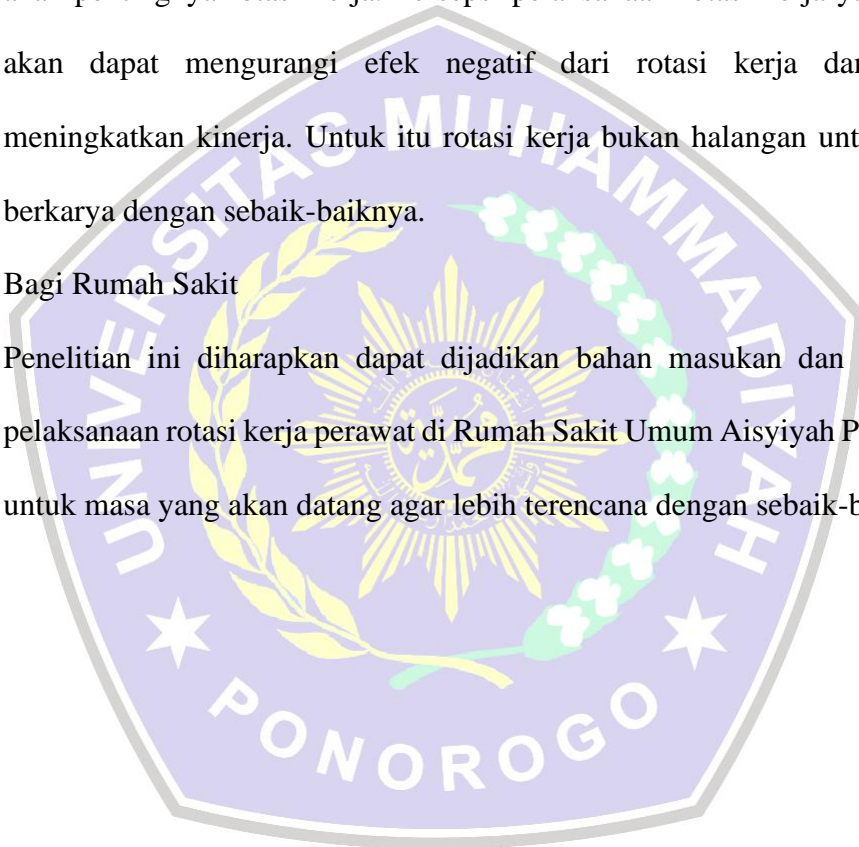 akan dapat mengurangi efek negatif dari rotasi kerja dan
meningkatkan kinerja. Untuk itu rotasi kerja bukan halangan
berkarya dengan sebaik-baiknya.
Bagi Rumah Sakit
Penelitian ini diharapkan dapat dijadikan bahan masukan dan
pelaksanaan rotasi kerja perawat di Rumah Sakit Umum Aisyiyah
untuk masa yang akan datang agar lebih terencana dengan
UNIVERSITAS MUHAMMADIYAH
PONOROGO